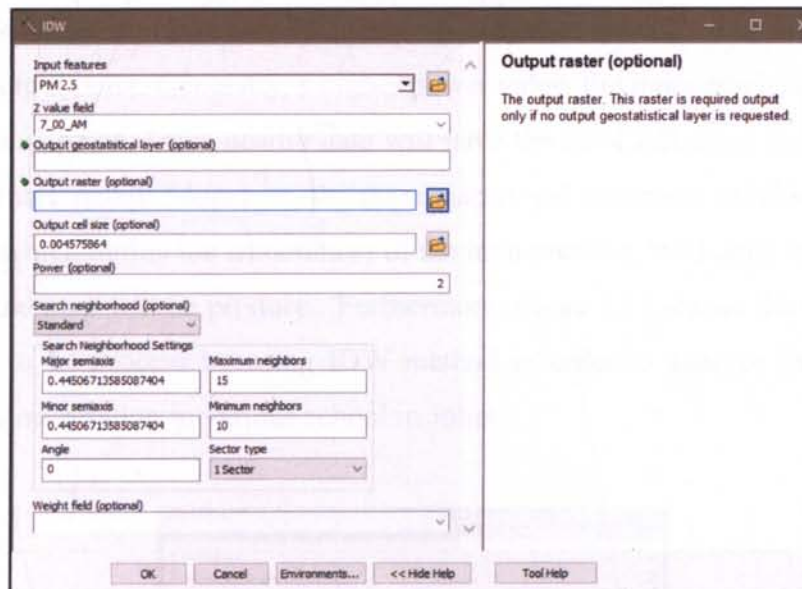 IDW
Input features
PM 2.5
Z value field
7_00_AM
Output geostatistical layer (optional)
Output raster (optional)
Output cell size (optional)
0.004575864
Power (optional)
2
Search neighborhood (optional)
Standard
Search Neighborhood Settings
Major semiaxis
Maximum neighbors
0.44506713585087404
15
Minor semiaxis
Minimum neighbors
0.44506713585087404
10
Angle
Sector type
0
1 Sector
Weight field (optional)
OK
Cancel
Environments...
<< Hide Help
Tool Help
Output raster (optional)
The output raster. This raster is required output
only if no output geostatistical layer is requested.